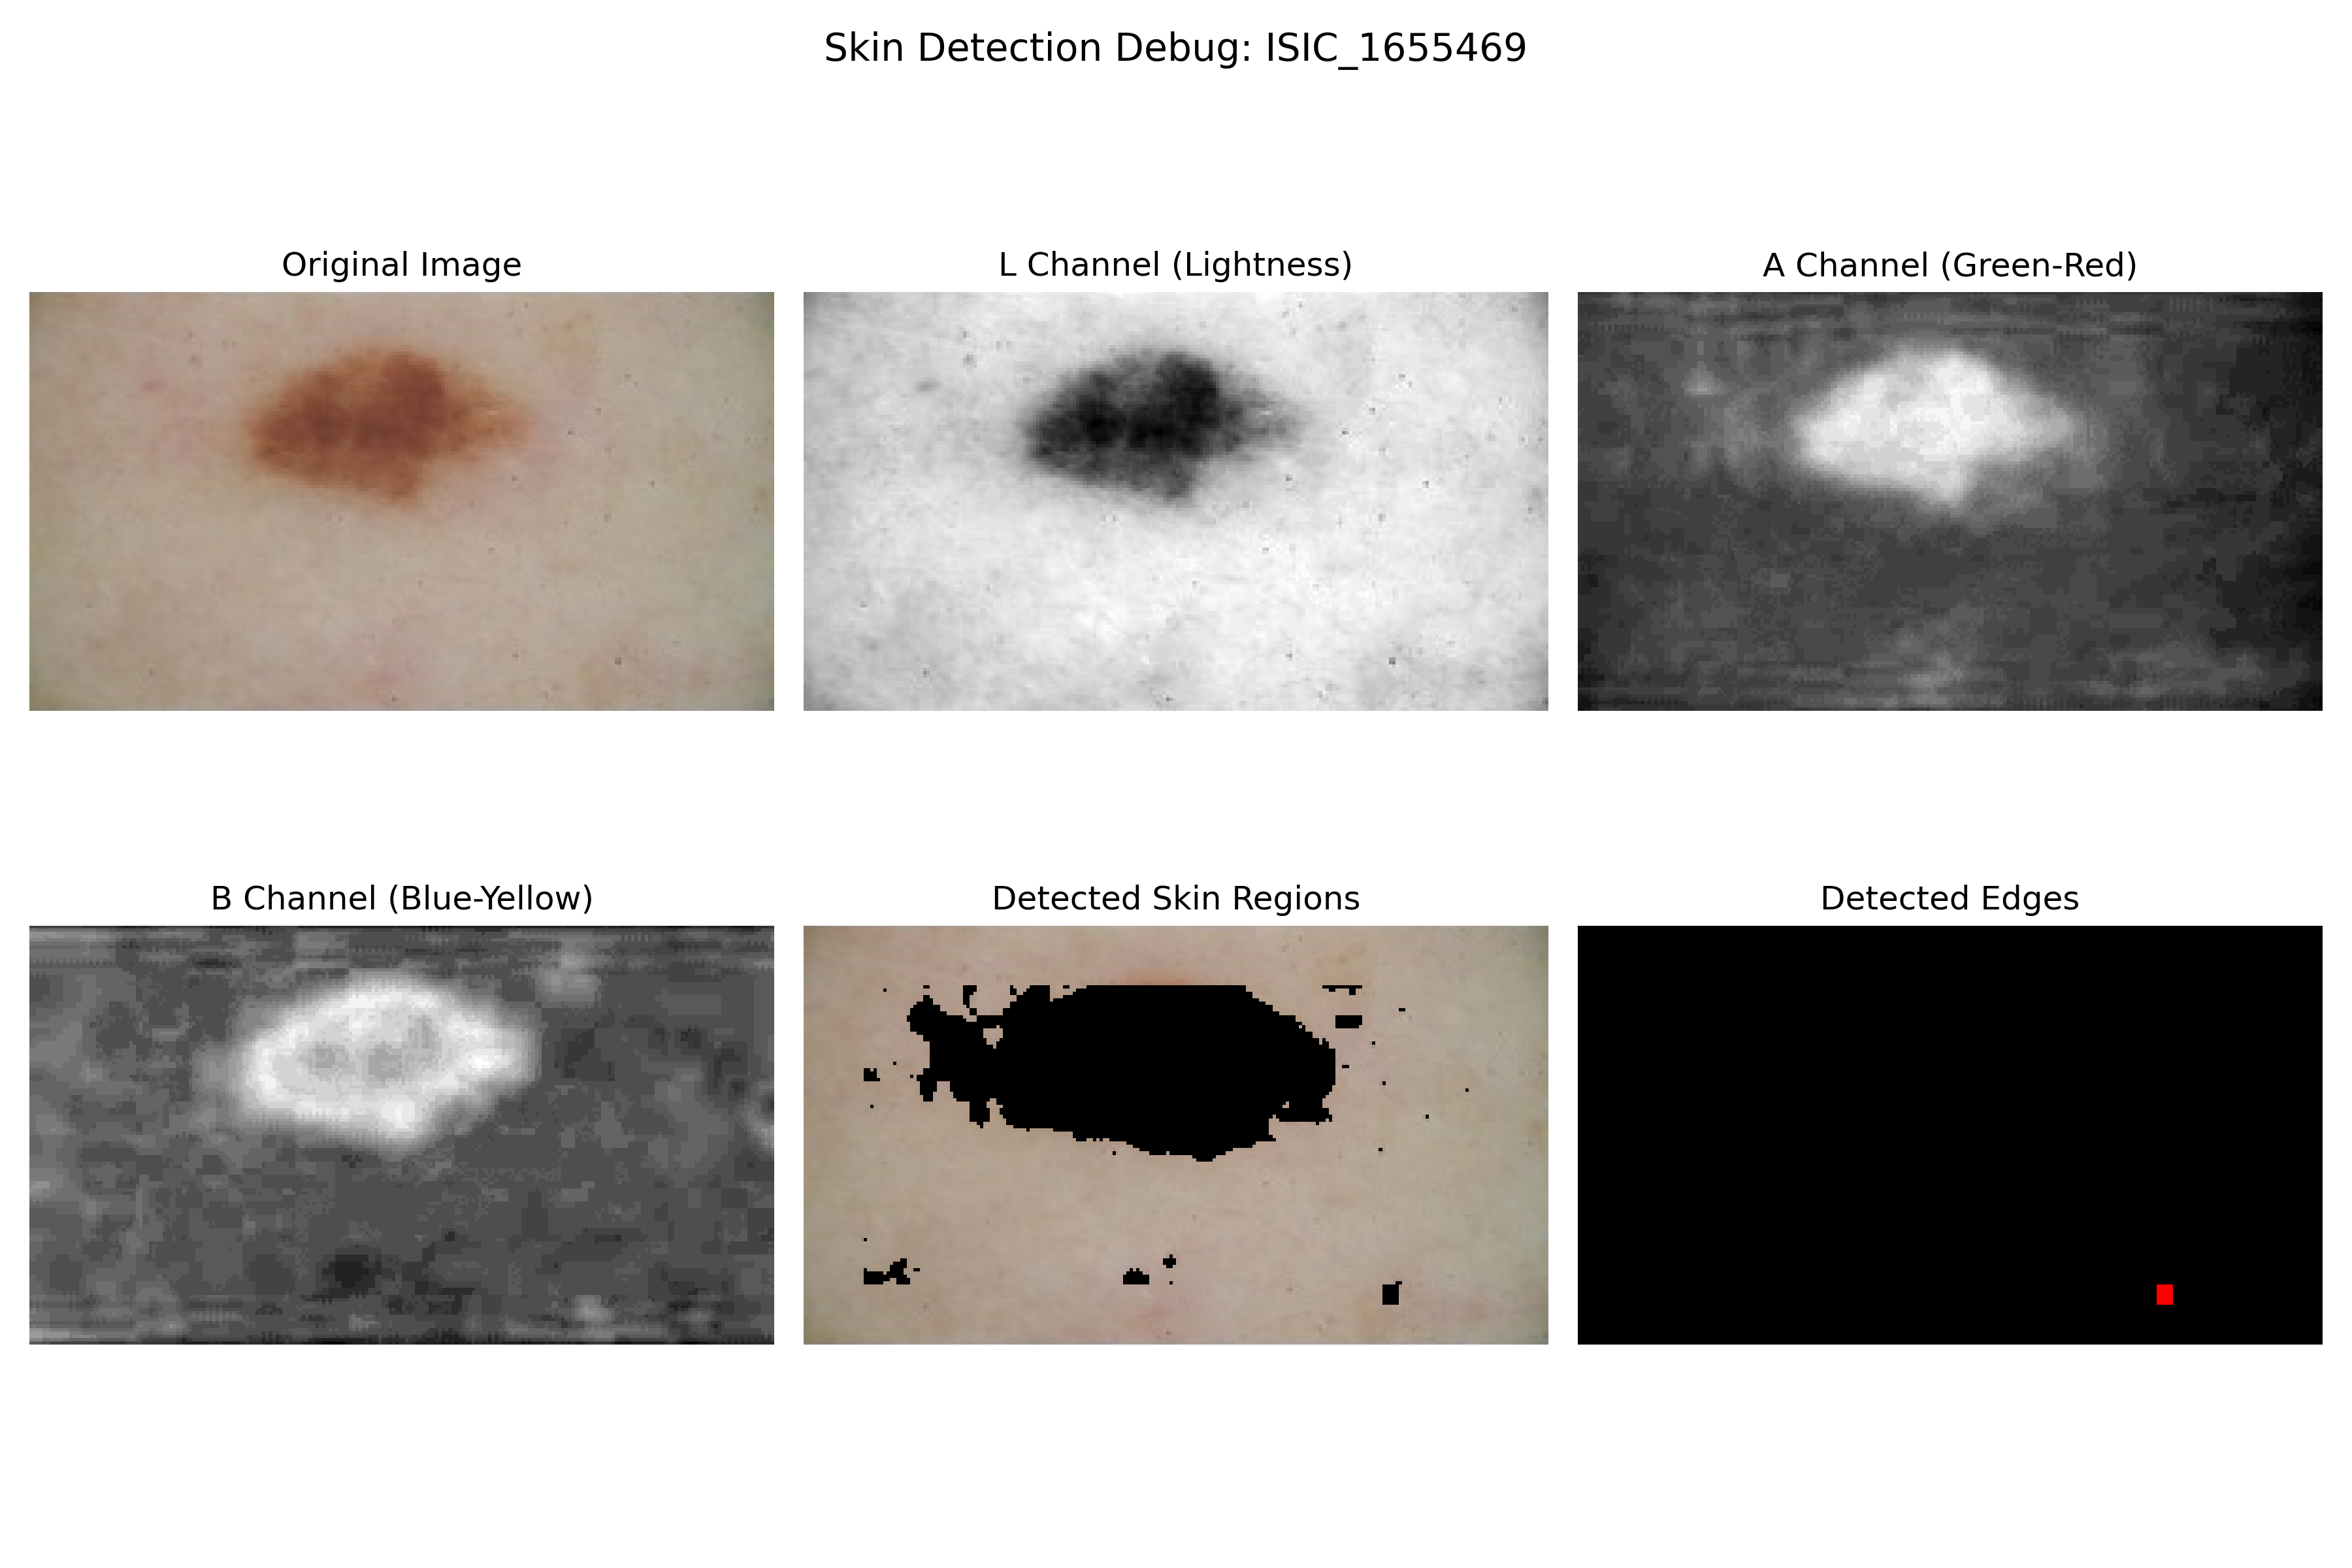 Skin Detection Debug: ISIC_1655469
Original Image
L Channel (Lightness)
A Channel (Green-Red)
B Channel (Blue-Yellow)
Detected Skin Regions
Detected Edges